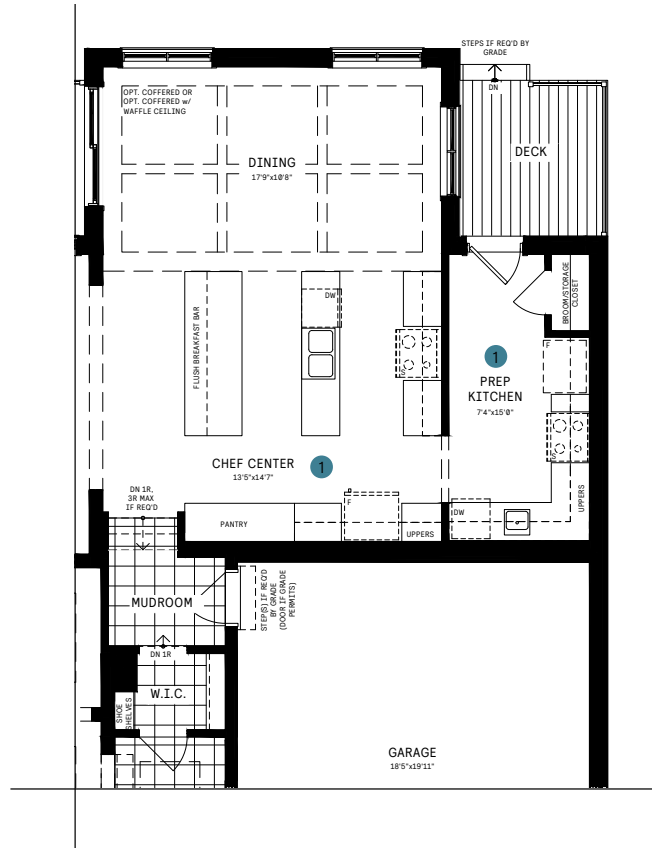 STEPS IF REQ'D BY
GRADE
DN
OPT. COFFERED OR
OPT. COFFERED w/
WAFFLE CEILING
DINING
17'9"x10'8"
DECK
BROOM/STORAGE
CLOSET
DW
FLUSH BREAKFAST BAR
S
F
1
PREP
KITCHEN
7'4"x15'0"
S
UPPERS
CHEF CENTER
1
13'5"x14'7"
DN 1R,
3R MAX
IF REQ'D
PANTRY
F
UPPERS
DW
MUDROOM
STEP(S) IF REQ'D
BY GRADE
(DOOR IF GRADE
PERMITS)
DN 1R
W.I.C.
SHOE
SHELVES
GARAGE
18'5"x19'11"